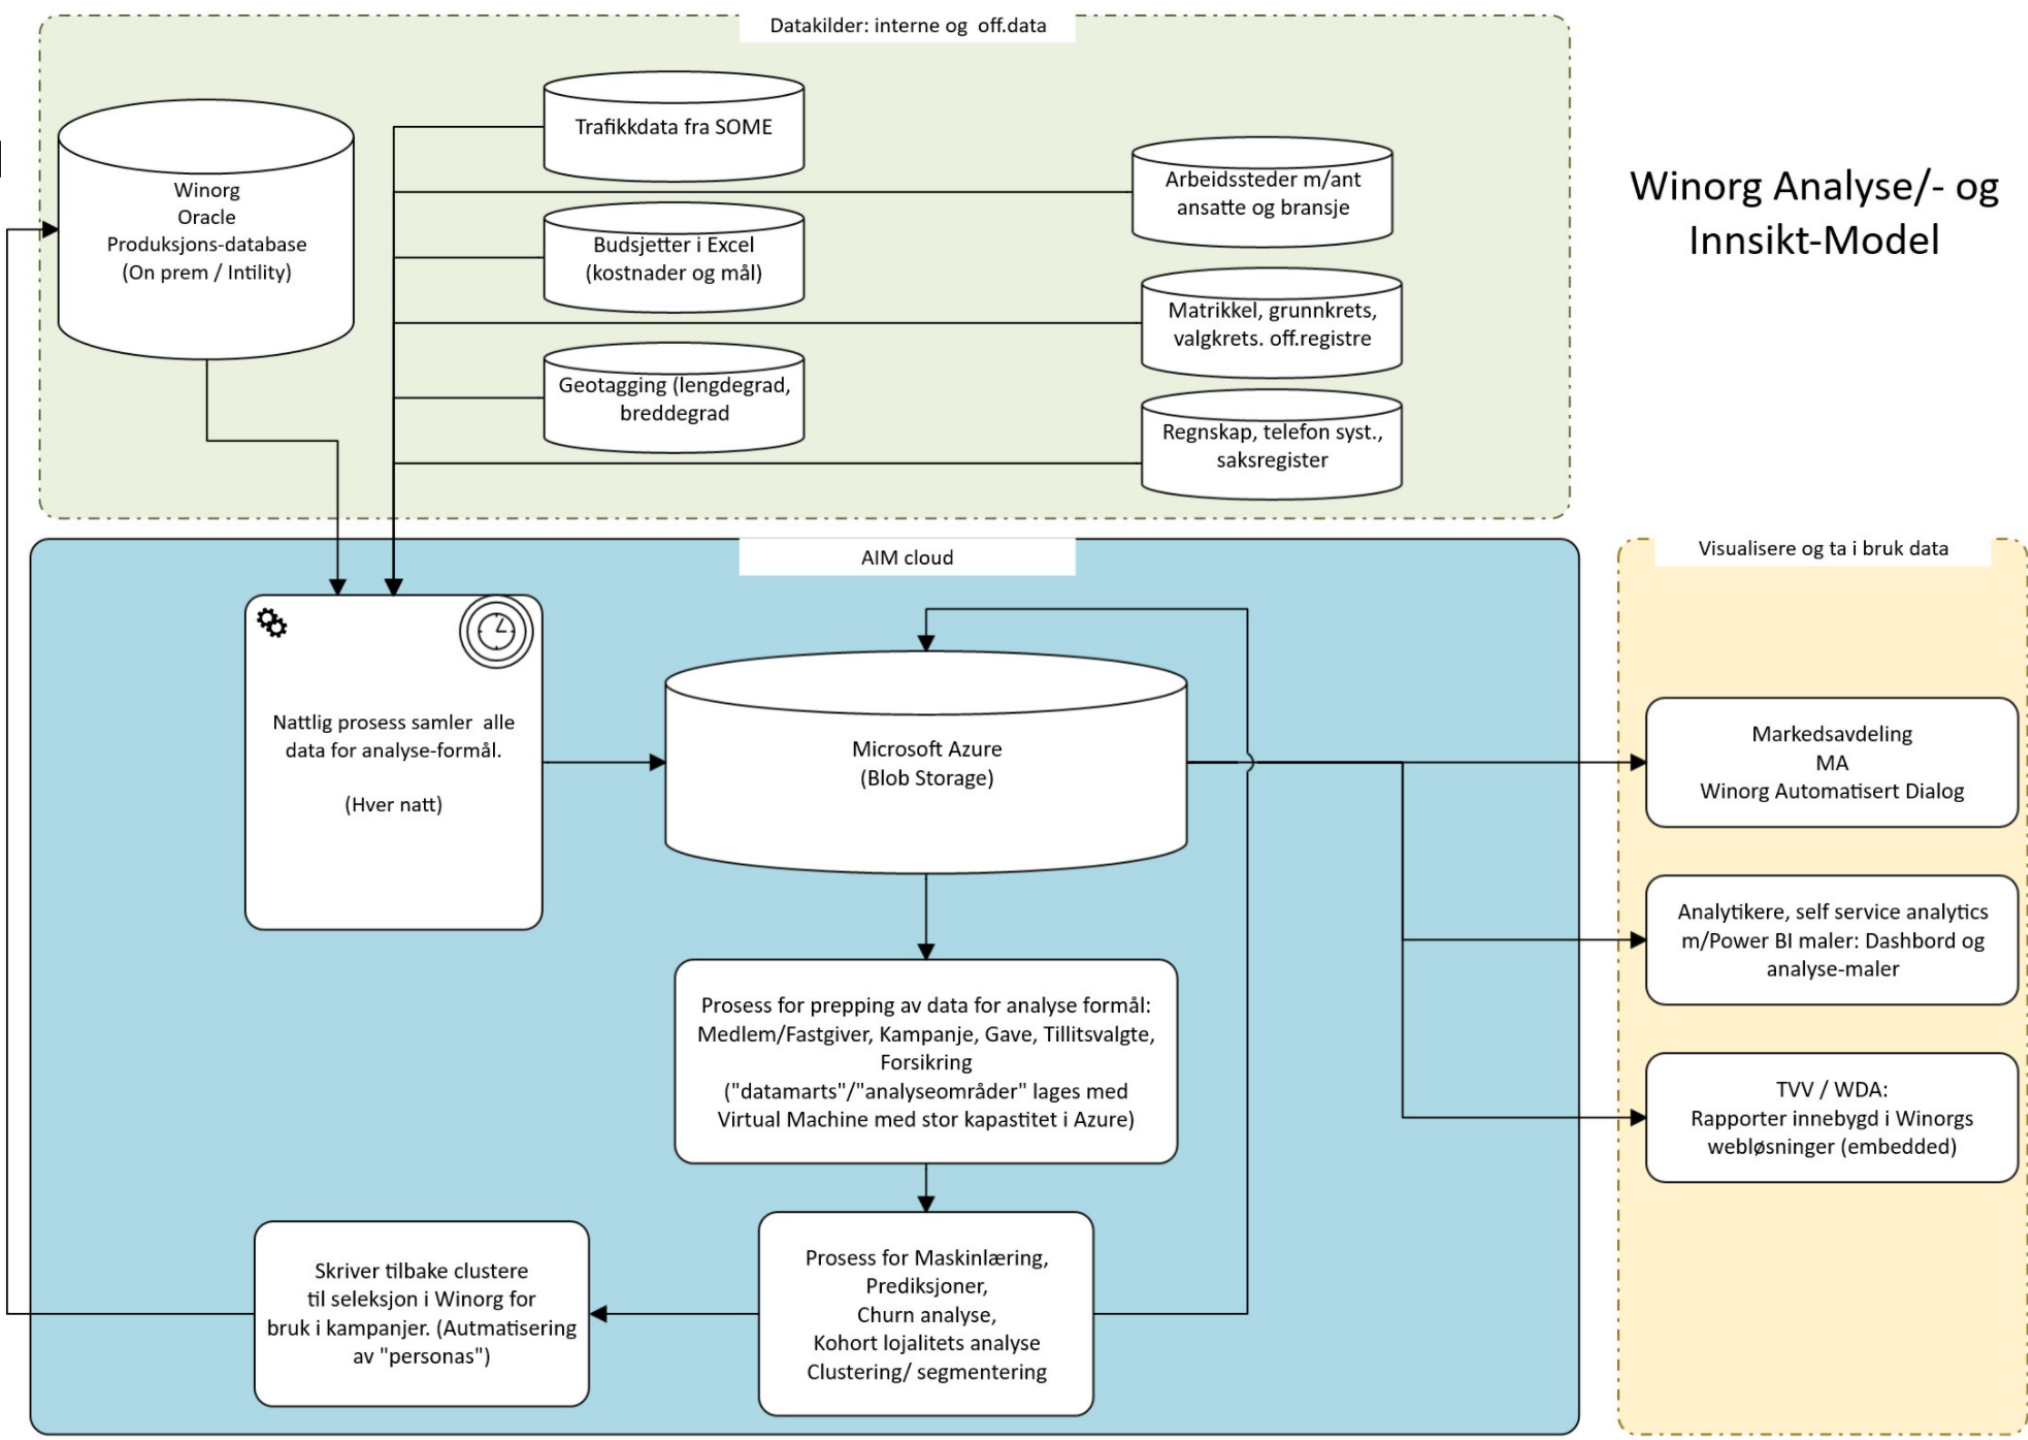 Datakilder: interne og  off.data
Winorg
Oracle
Produksjons-database
(On prem / Intility)
Trafikkdata fra SOME
Budsjetter i Excel
(kostnader og mål)
Geotagging (lengdegrad,
breddegrad
Arbeidssteder m/ant
ansatte og bransje
Matrikkel, grunnkrets,
valgkrets. off.registre
Regnskap, telefon syst.,
saksregister
Winorg Analyse/- og
Innsikt-Model
AIM cloud
Nattlig prosess samler  alle
data for analyse-formål.
(Hver natt)
Microsoft Azure
(Blob Storage)
Prosess for prepping av data for analyse formål:
Medlem/Fastgiver, Kampanje, Gave, Tillitsvalgte,
Forsikring
("datamarts"/"analyseområder" lages med
Virtual Machine med stor kapastitet i Azure)
Prosess for Maskinlæring,
Prediksjoner,
Churn analyse,
Kohort lojalitets analyse
Clustering/ segmentering
Skriver tilbake clustere
til seleksjon i Winorg for
bruk i kampanjer. (Autmatisering
av "personas")
Visualisere og ta i bruk data
Markedsavdeling
MA
Winorg Automatisert Dialog
Analytikere, self service analytics
m/Power BI maler: Dashbord og
analyse-maler
TVV / WDA:
Rapporter innebygd i Winorgs
webløsninger (embedded)